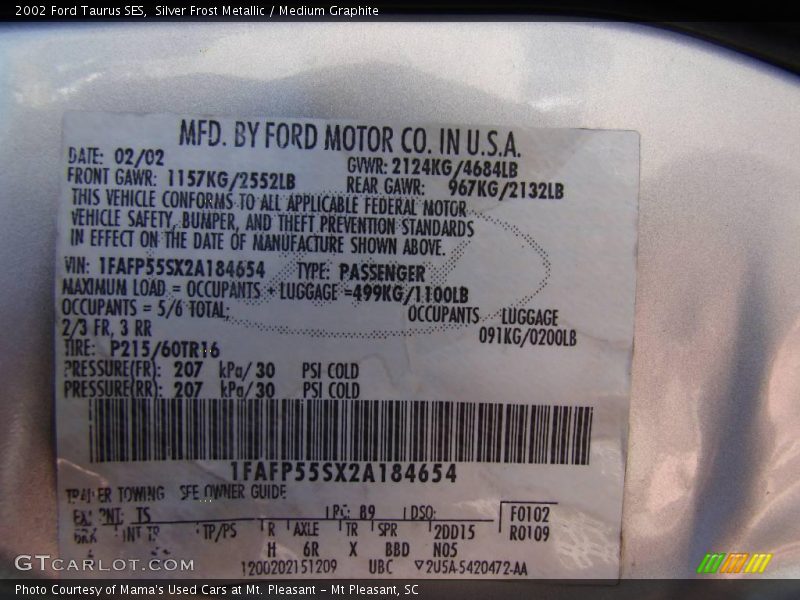 2002 Ford Taurus SES, Silver Frost Metallic / Medium Graphite
MFD. BY FORD MOTOR CO. IN U.S.A.
DATE: 02/02 GVWR: 2124KG/4684LB
FRONT GAWR: 1157KG/2552LB REAR GAWR: 967KG/2132LB
THIS VEHICLE CONFORMS TO ALL APPLICABLE FEDERAL MOTOR
VEHICLE SAFETY, BUMPER, AND THEFT PREVENTION STANDARDS
IN EFFECT ON THE DATE OF MANUFACTURE SHOWN ABOVE.
VIN: 1FAFP55SX2A184654 TYPE: PASSENGER
MAXIMUM LOAD = OCCUPANTS + LUGGAGE =499KG/1100LB
OCCUPANTS = 5/6 TOTAL; OCCUPANTS LUGGAGE
2/3 FR, 3 RR 091KG/0200LB
TIRE: P215/60TR16
PRESSURE(FR): 207 kPa/30 PSI COLD
PRESSURE(RR): 207 kPa/30 PSI COLD
1FAFP55SX2A184654
TRAILER TOWING SEE OWNER GUIDE
TS IPC: 89 DSO: F0102
INT TR TP/PS R AXLE TR SPR 2DD15 R0109
H 6R X BBD N05
1200202151209 UBC ▽2U5A-5420472-AA
GTCARLOT.COM
Photo Courtesy of Mama's Used Cars at Mt. Pleasant - Mt Pleasant, SC